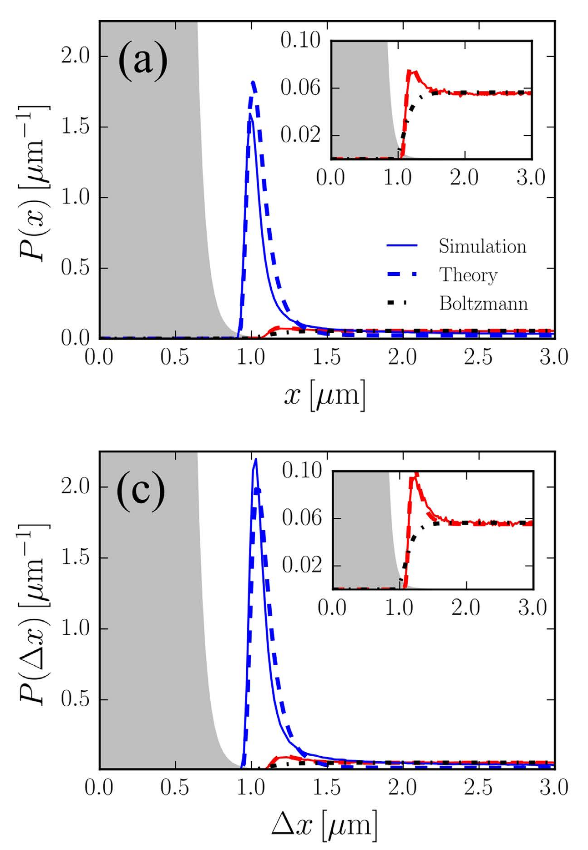 (a)
P(x) [μm⁻¹]
2.0
1.5
1.0
0.5
0.0
0.10
0.06
0.02
0.0 1.0 2.0 3.0
Simulation
Theory
Boltzmann
0.0 0.5 1.0 1.5 2.0 2.5 3.0
x [μm]
(c)
P(Δx) [μm⁻¹]
2.0
1.5
1.0
0.5
0.10
0.06
0.02
0.0 1.0 2.0 3.0
0.0 0.5 1.0 1.5 2.0 2.5 3.0
Δx [μm]